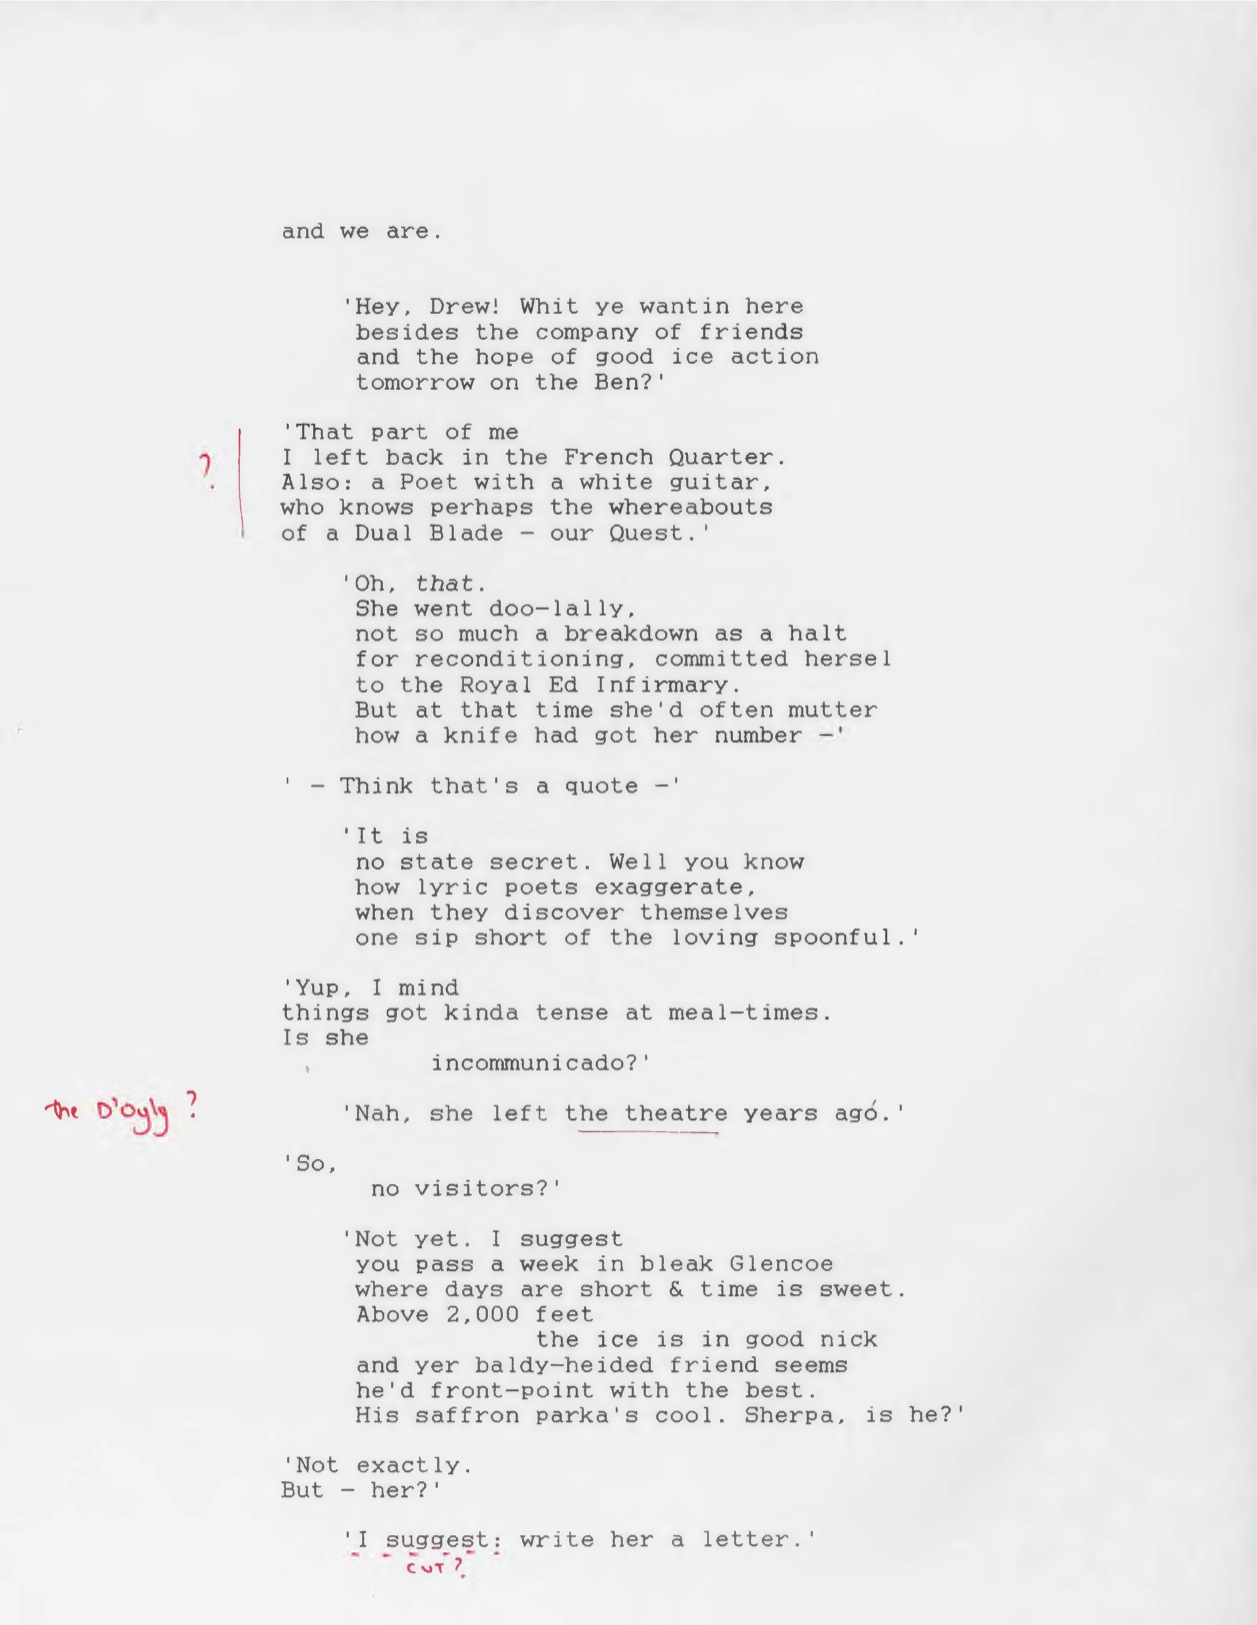 and we are.
'Hey, Drew! Whit ye wantin here
besides the company of friends
and the hope of good ice action
tomorrow on the Ben?'
'That part of me
I left back in the French Quarter.
?
Also: a Poet with a white guitar,
who knows perhaps the whereabouts
of a Dual Blade – our Quest.'
'Oh, that.
She went doo-lally,
not so much a breakdown as a halt
for reconditioning, committed hersel
to the Royal Ed Infirmary.
But at that time she'd often mutter
how a knife had got her number –'
' – Think that's a quote –'
'It is
no state secret. Well you know
how lyric poets exaggerate,
when they discover themselves
one sip short of the loving spoonful.'
'Yup, I mind
things got kinda tense at meal-times.
Is she
incommunicado?'
the D'Oyly ?
'Nah, she left the theatre years ago.'
'So,
no visitors?'
'Not yet. I suggest
you pass a week in bleak Glencoe
where days are short & time is sweet.
Above 2,000 feet
the ice is in good nick
and yer baldy-heided friend seems
he'd front-point with the best.
His saffron parka's cool. Sherpa, is he?'
'Not exactly.
But – her?'
'I suggest: write her a letter.'
CUT?